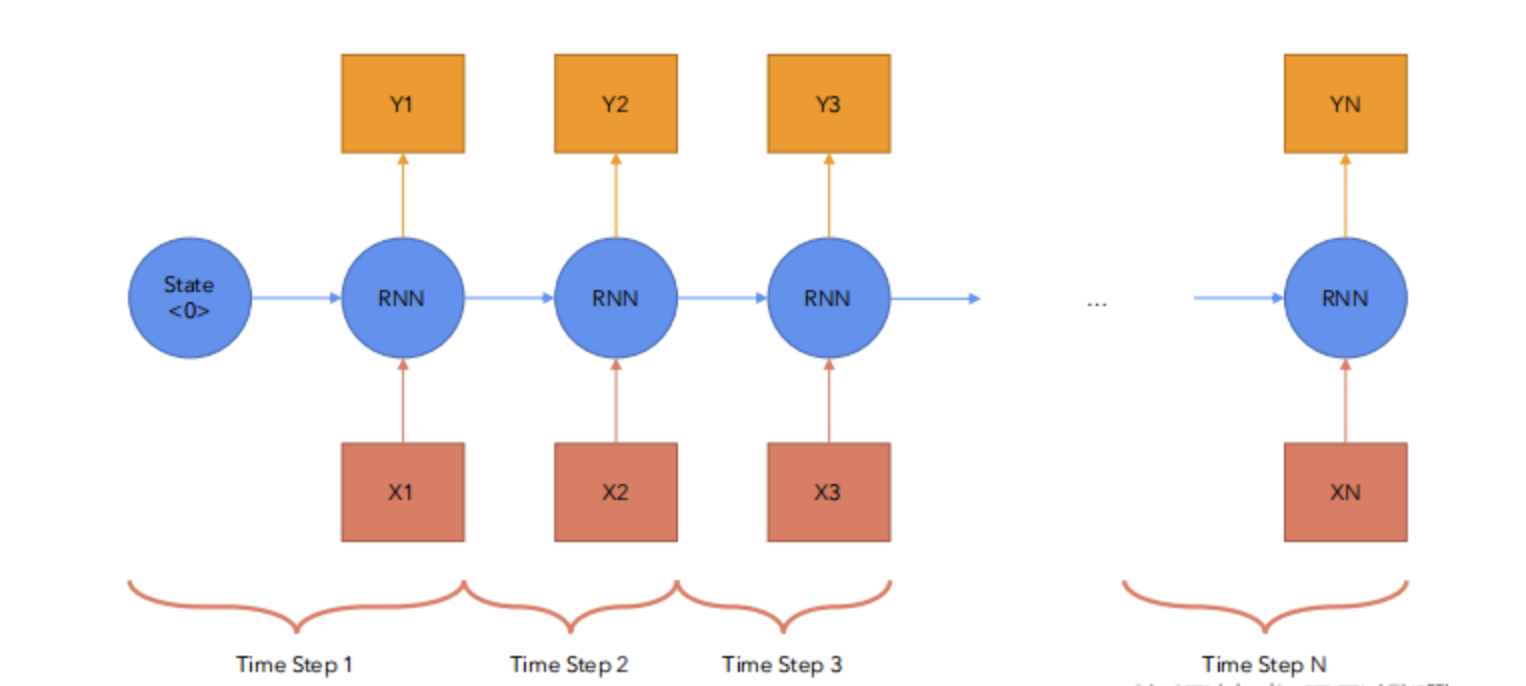 Y1
Y2
Y3
YN
State
<0>
RNN
RNN
RNN
...
RNN
X1
X2
X3
XN
Time Step 1
Time Step 2
Time Step 3
Time Step N